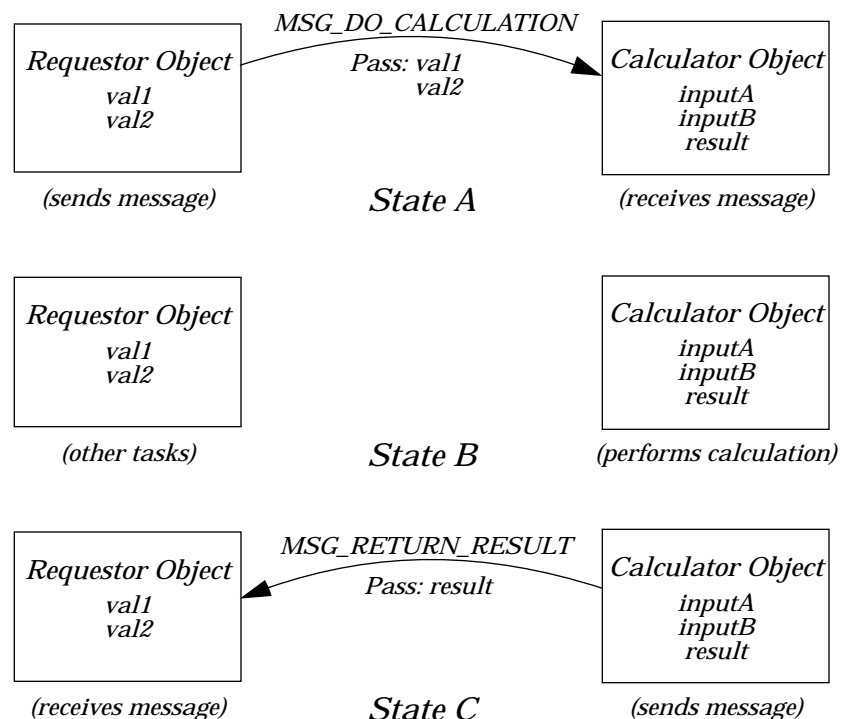 MSG_DO_CALCULATION
Requestor Object
val1
val2
Pass: val1
val2
Calculator Object
inputA
inputB
result
(sends message)
State A
(receives message)
Requestor Object
val1
val2
Calculator Object
inputA
inputB
result
(other tasks)
State B
(performs calculation)
MSG_RETURN_RESULT
Requestor Object
val1
val2
Pass: result
Calculator Object
inputA
inputB
result
(receives message)
State C
(sends message)